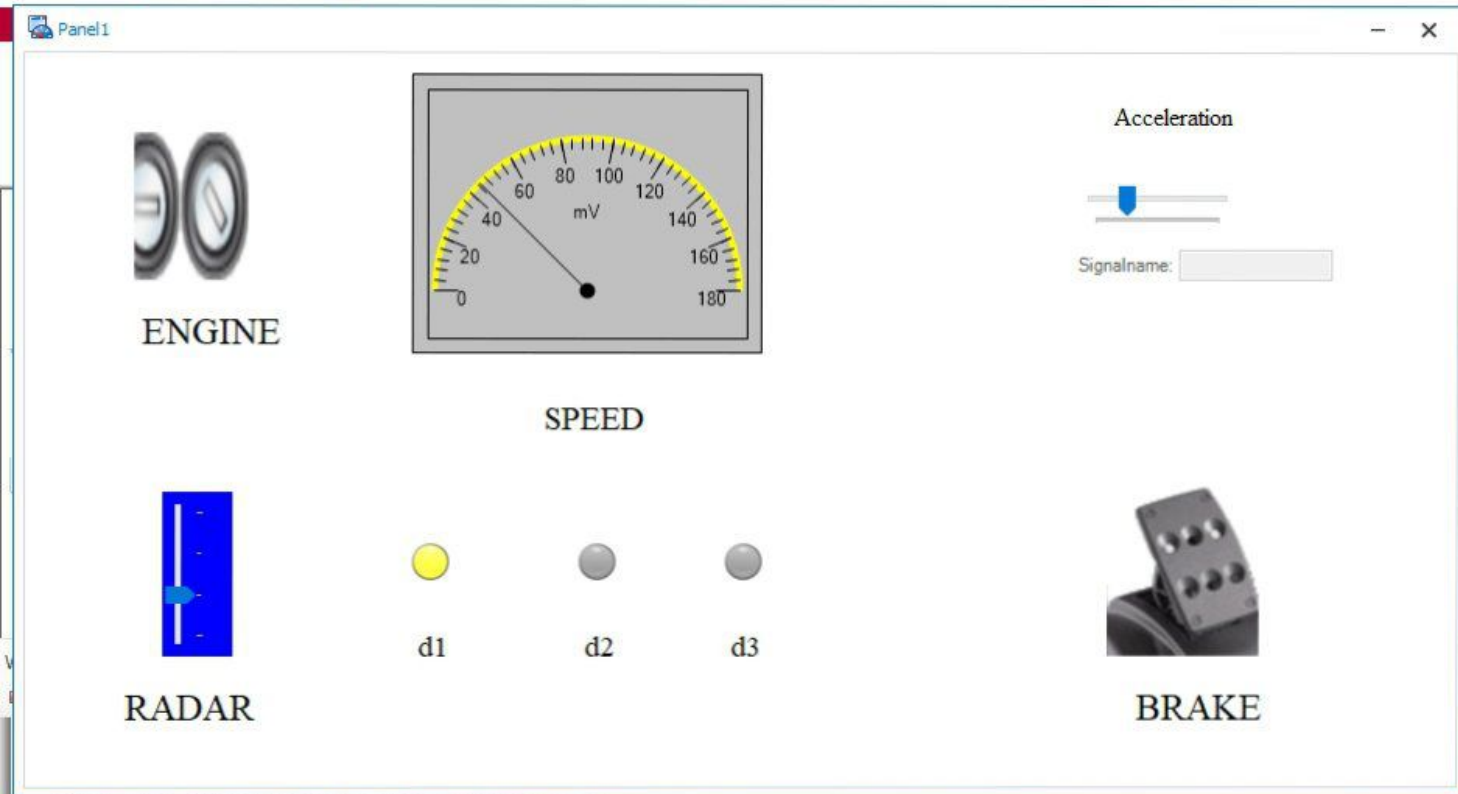 Panel1
Acceleration
Signalname:
ENGINE
0
20
40
60
80
100
120
140
160
180
mV
SPEED
d1
d2
d3
RADAR
BRAKE